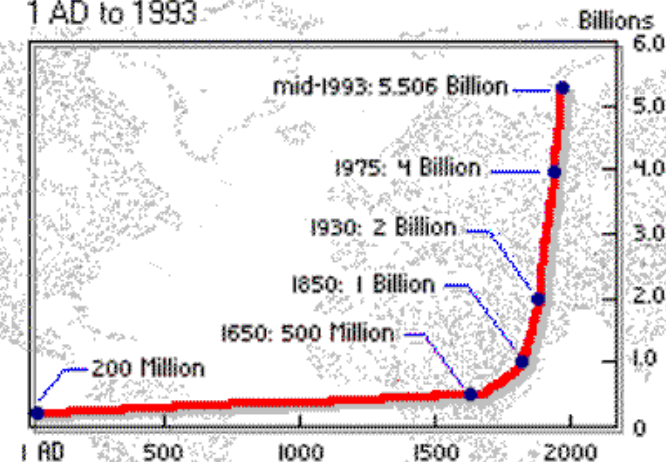 1 AD to 1993
Billions
6.0
mid-1993: 5.506 Billion
5.0
1975: 4 Billion
4.0
1930: 2 Billion
3.0
1850: 1 Billion
2.0
1650: 500 Million
1.0
200 Million
0
1 AD 500 1000 1500 2000